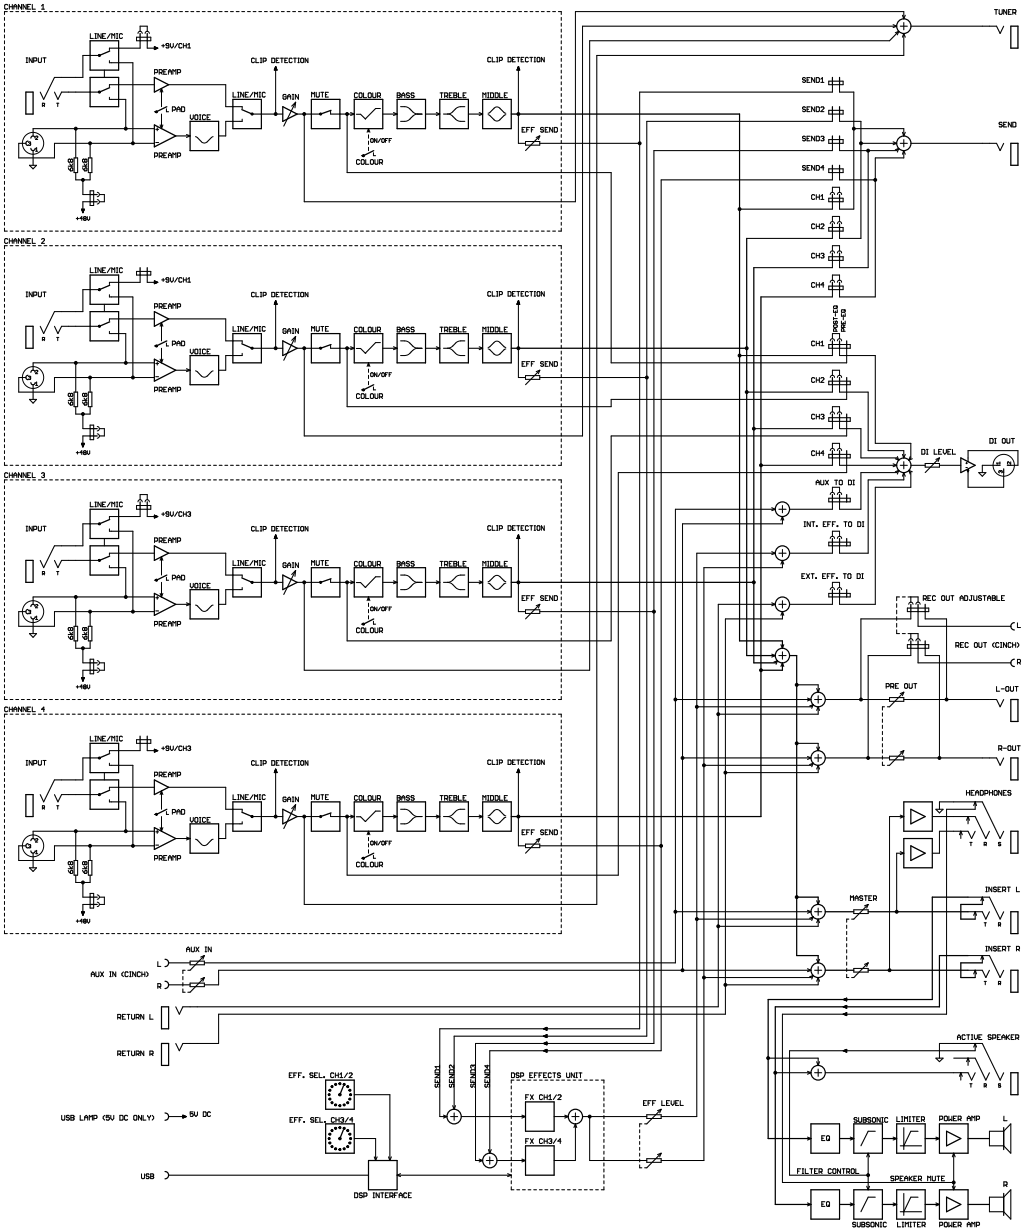 CHANNEL 1
INPUT
R T
LINE/MIC
+9V/CH1
PREAMP
PAD
PREAMP
VOICE
LINE/MIC
CLIP DETECTION
GAIN
MUTE
COLOUR
ON/OFF
COLOUR
BASS
TREBLE
MIDDLE
CLIP DETECTION
EFF SEND
6k8
6k8
+48V
CHANNEL 2
INPUT
R T
LINE/MIC
+9V/CH1
PREAMP
PAD
PREAMP
VOICE
LINE/MIC
CLIP DETECTION
GAIN
MUTE
COLOUR
ON/OFF
COLOUR
BASS
TREBLE
MIDDLE
CLIP DETECTION
EFF SEND
6k8
6k8
+48V
CHANNEL 3
INPUT
R T
LINE/MIC
+9V/CH3
PREAMP
PAD
PREAMP
VOICE
LINE/MIC
CLIP DETECTION
GAIN
MUTE
COLOUR
ON/OFF
COLOUR
BASS
TREBLE
MIDDLE
CLIP DETECTION
EFF SEND
6k8
6k8
+48V
CHANNEL 4
INPUT
R T
LINE/MIC
+9V/CH3
PREAMP
PAD
PREAMP
VOICE
LINE/MIC
CLIP DETECTION
GAIN
MUTE
COLOUR
ON/OFF
COLOUR
BASS
TREBLE
MIDDLE
CLIP DETECTION
EFF SEND
6k8
6k8
+48V
AUX IN
AUX IN (CINCH)
L
R
RETURN L
RETURN R
USB LAMP (5V DC ONLY)
5V DC
USB
EFF. SEL. CH1/2
EFF. SEL. CH3/4
DSP INTERFACE
SEND1
SEND2
SEND3
SEND4
DSP EFFECTS UNIT
FX CH1/2
FX CH3/4
EFF LEVEL
TUNER
SEND1
SEND2
SEND3
SEND4
SEND
CH1
CH2
CH3
CH4
POST-EQ
PRE-EQ
CH1
CH2
CH3
CH4
DI LEVEL
DI OUT
AUX TO DI
INT. EFF. TO DI
EXT. EFF. TO DI
REC OUT ADJUSTABLE
L
REC OUT (CINCH)
R
PRE OUT
L-OUT
R-OUT
HEADPHONES
T R S
MASTER
INSERT L
T R
INSERT R
T R
ACTIVE SPEAKER
T R S
EQ
SUBSONIC
LIMITER
POWER AMP
L
FILTER CONTROL
SPEAKER MUTE
R
EQ
SUBSONIC
LIMITER
POWER AMP